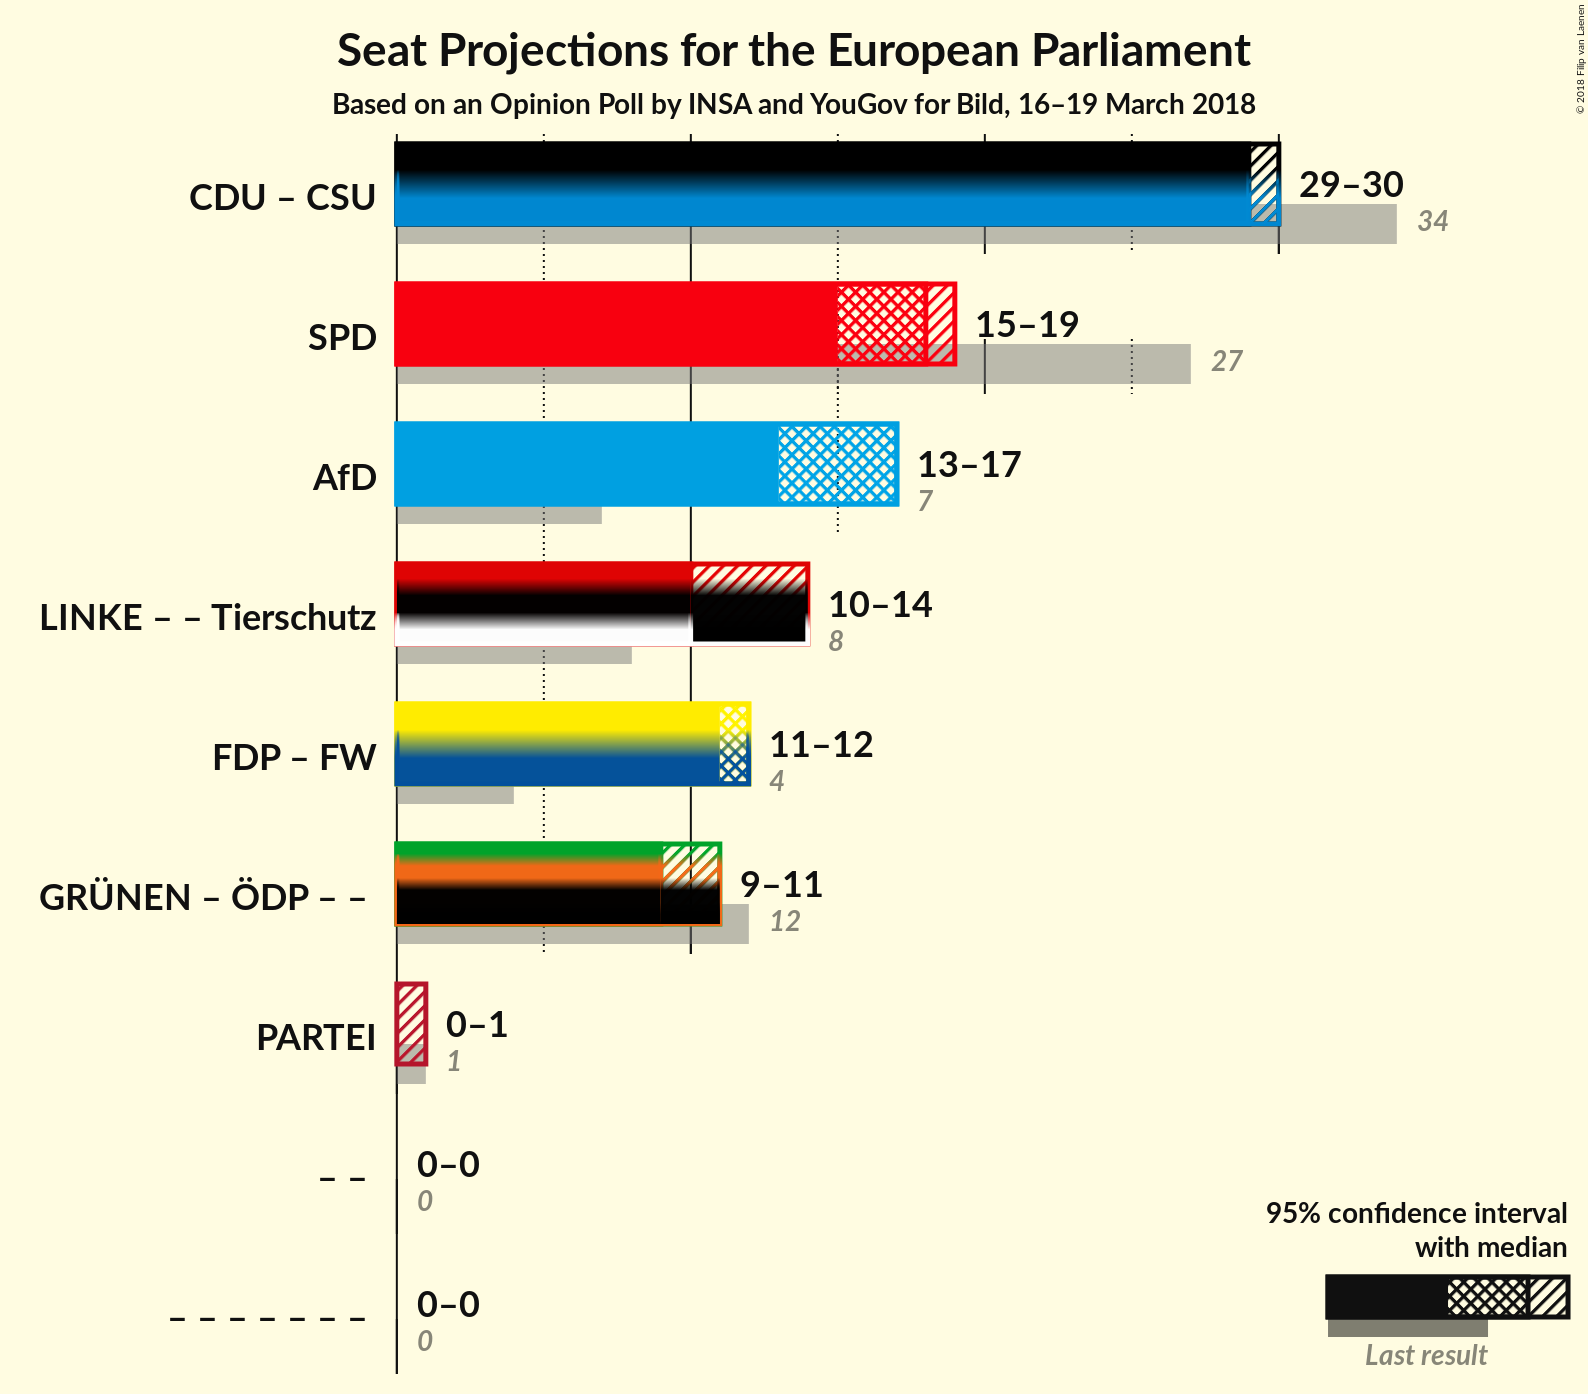 Seat Projections for the European Parliament
Based on an Opinion Poll by INSA and YouGov for Bild, 16–19 March 2018
© 2018 Filip van Laenen
CDU – CSU
29–30
34
SPD
15–19
27
AfD
13–17
7
LINKE – – Tierschutz
10–14
8
FDP – FW
11–12
4
GRÜNEN – ÖDP – –
9–11
12
PARTEI
0–1
1
– –
0–0
0
– – – – – – –
0–0
0
95% confidence interval
with median
Last result